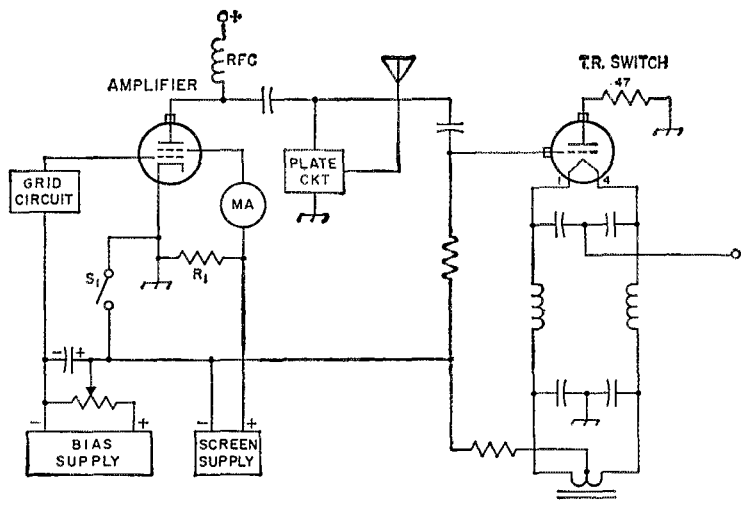 +
RFC
AMPLIFIER
T.R. SWITCH
.47
GRID
CIRCUIT
PLATE
CKT
MA
1 4
S1
R1
- +
- +
BIAS
SUPPLY
- +
SCREEN
SUPPLY